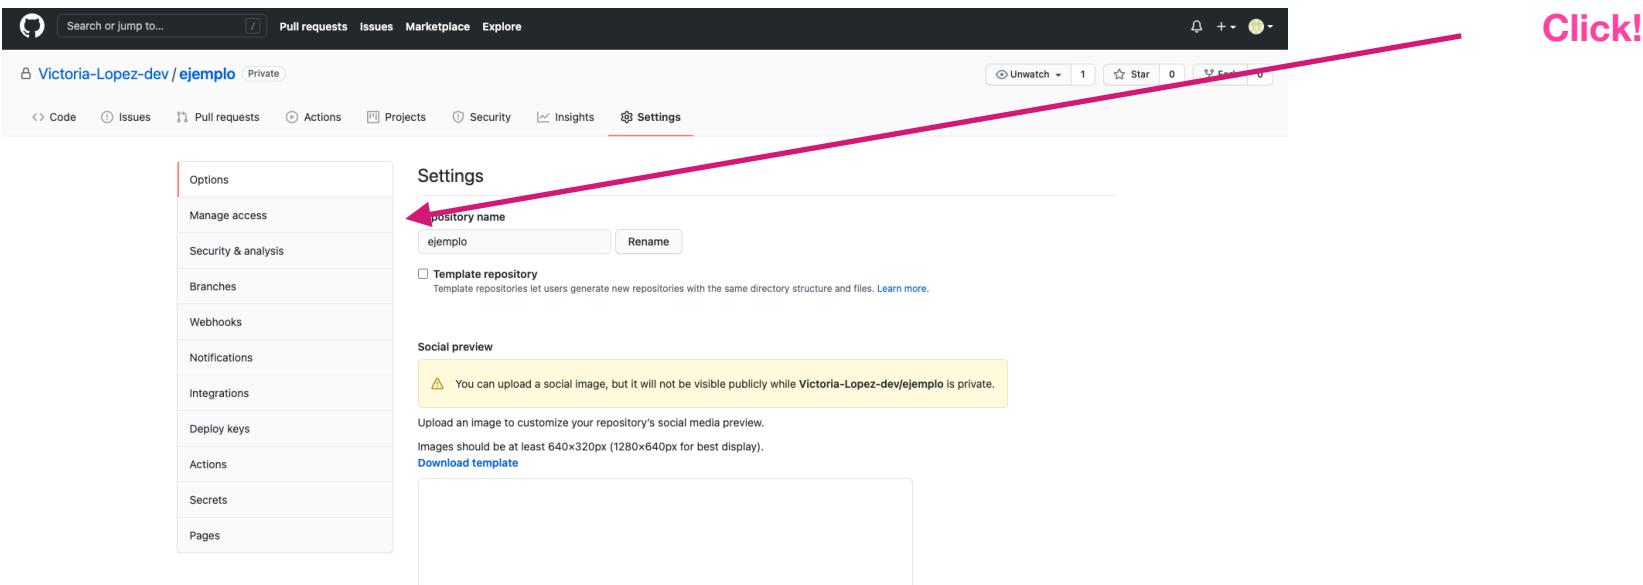 Click!
Search or jump to... / Pull requests Issues Marketplace Explore
Victoria-Lopez-dev / ejemplo Private
Unwatch 1 Star 0 0
Code Issues Pull requests Actions Projects Security Insights Settings
Options
Manage access
Security & analysis
Branches
Webhooks
Notifications
Integrations
Deploy keys
Actions
Secrets
Pages
Settings
name
ejemplo Rename
Template repository
Template repositories let users generate new repositories with the same directory structure and files. Learn more.
Social preview
You can upload a social image, but it will not be visible publicly while Victoria-Lopez-dev/ejemplo is private.
Upload an image to customize your repository's social media preview.
Images should be at least 640×320px (1280×640px for best display).
Download template